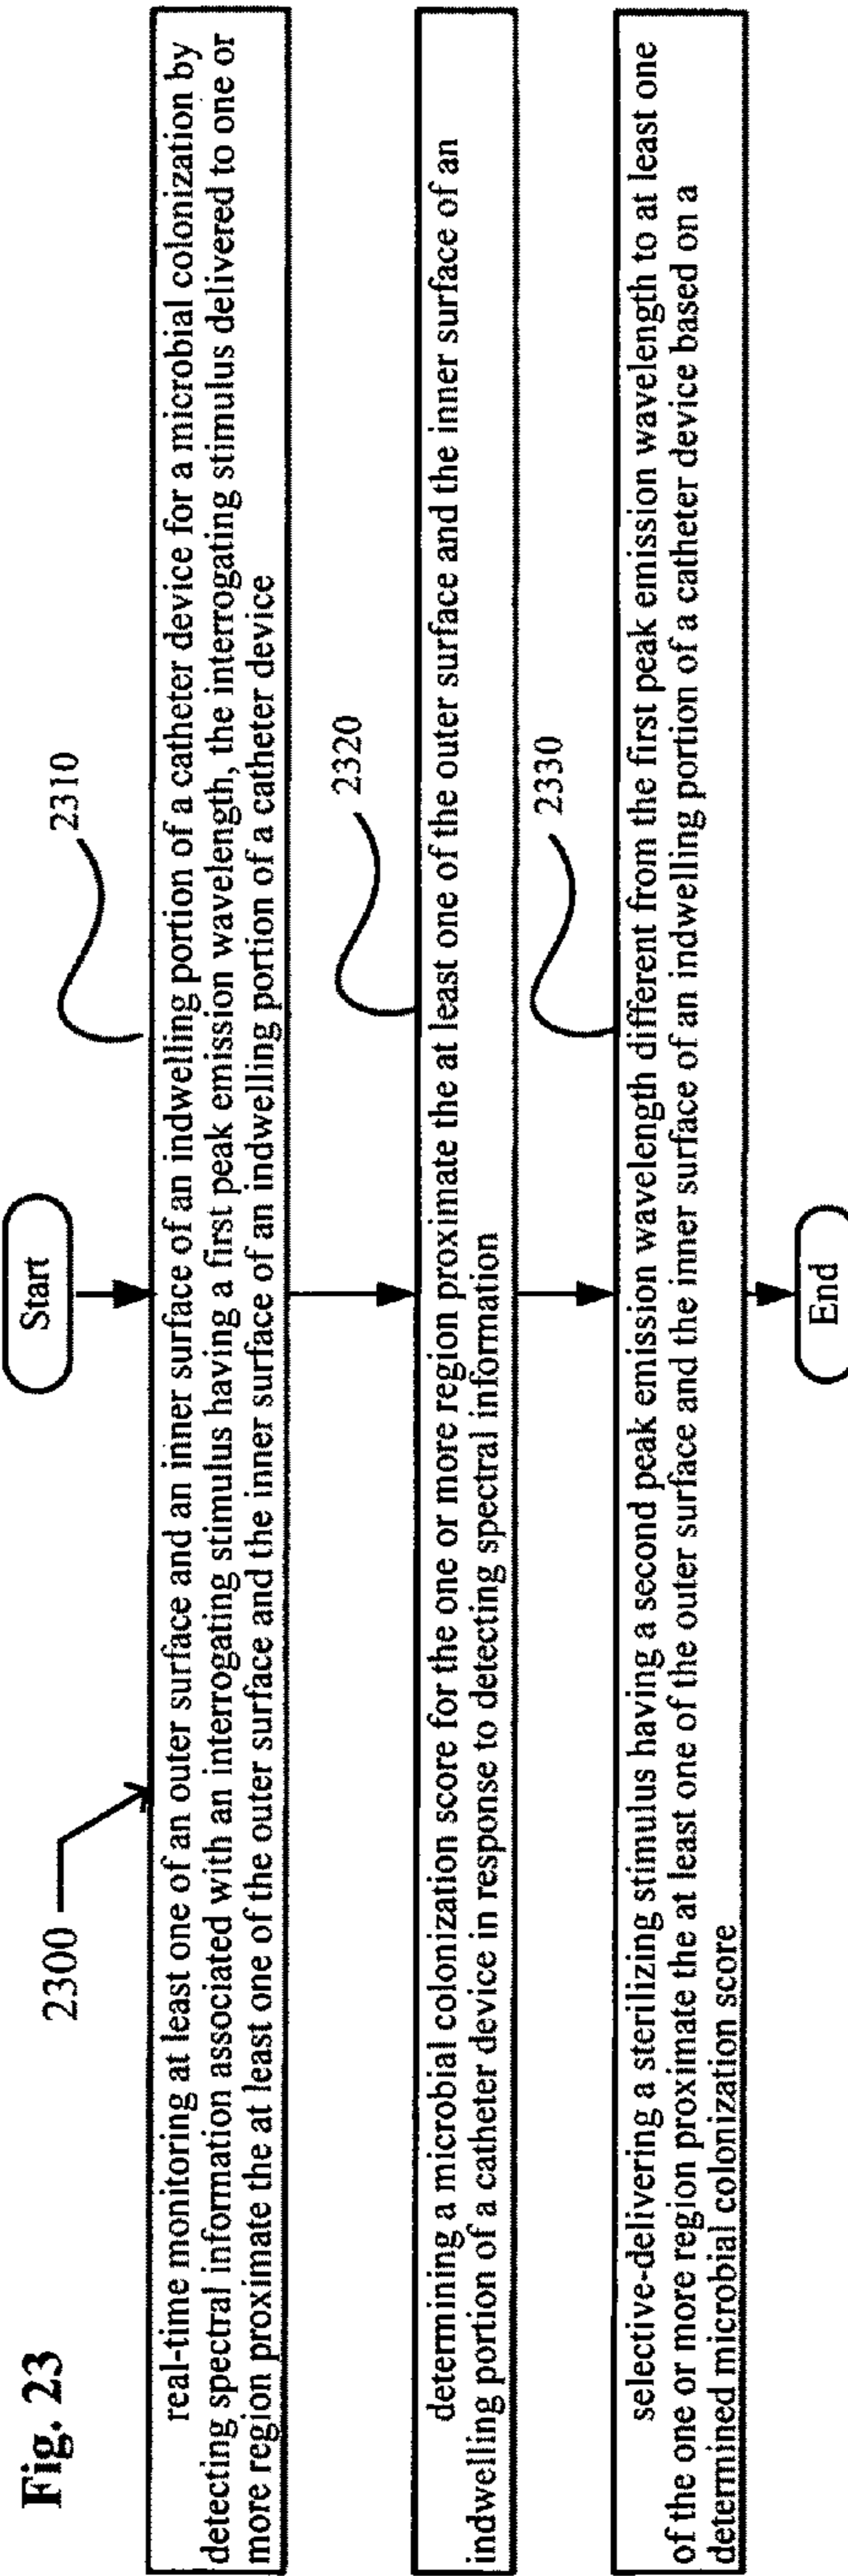 Fig. 23
2300
Start
2310
real-time monitoring at least one of an outer surface and an inner surface of an indwelling portion of a catheter device for a microbial colonization by
detecting spectral information associated with an interrogating stimulus having a first peak emission wavelength, the interrogating stimulus delivered to one or
more region proximate the at least one of the outer surface and the inner surface of an indwelling portion of a catheter device
2320
determining a microbial colonization score for the one or more region proximate the at least one of the outer surface and the inner surface of an
indwelling portion of a catheter device in response to detecting spectral information
2330
selective-delivering a sterilizing stimulus having a second peak emission wavelength different from the first peak emission wavelength to at least one
of the one or more region proximate the at least one of the outer surface and the inner surface of an indwelling portion of a catheter device based on a
determined microbial colonization score
End